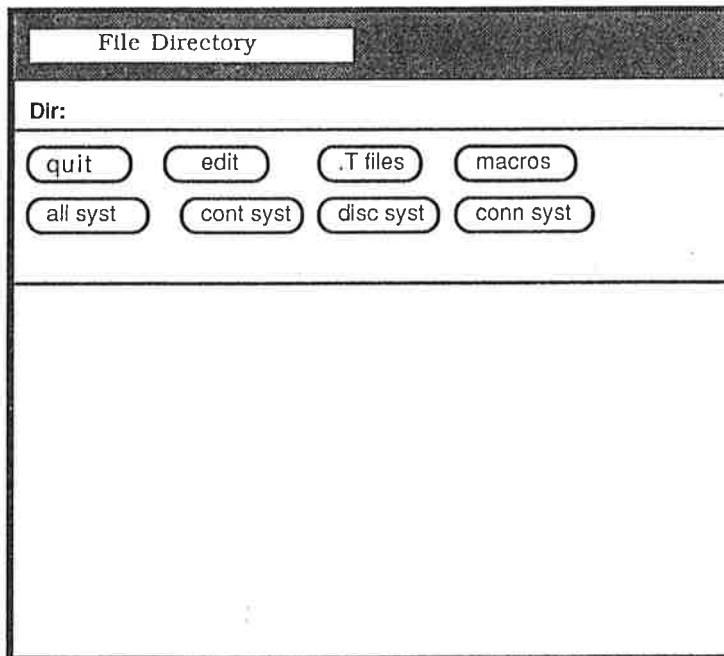 File Directory
Dir:
quit edit .T files macros
all syst cont syst disc syst conn syst